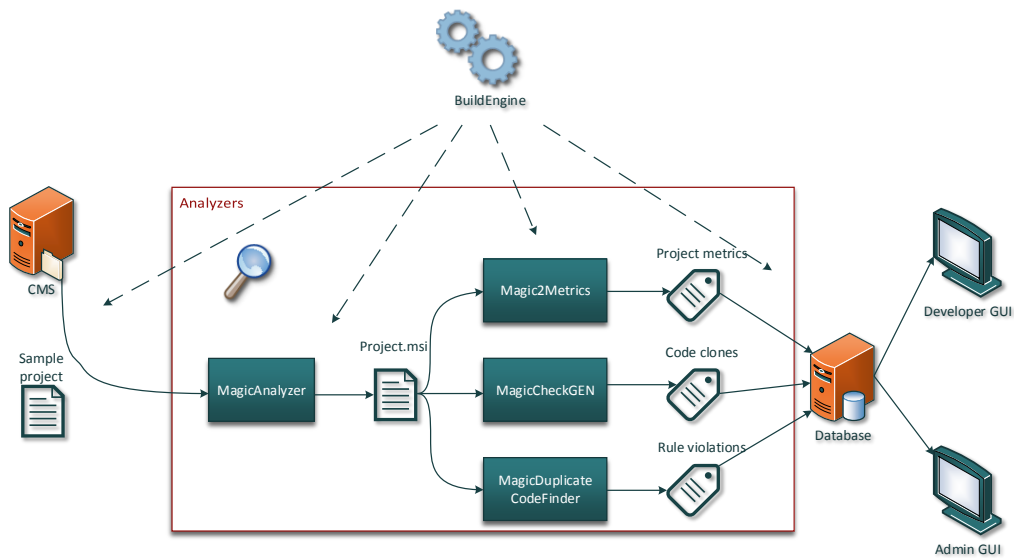 BuildEngine
Analyzers
CMS
Project metrics
Magic2Metrics
Developer GUI
Sample
project
Project.msi
Code clones
MagicAnalyzer
MagicCheckGEN
Database
Rule violations
MagicDuplicate
CodeFinder
Admin GUI